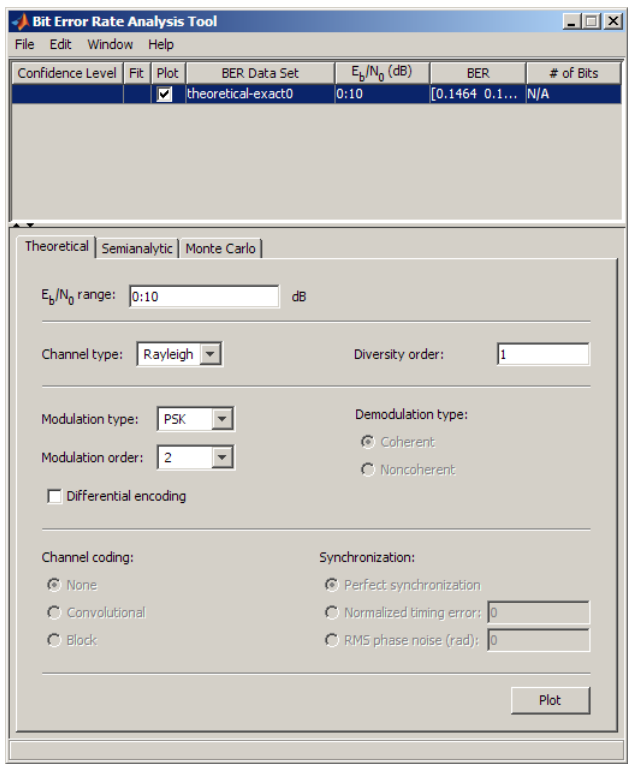 Bit Error Rate Analysis Tool
File Edit Window Help
Confidence Level Fit Plot BER Data Set Eb/N0 (dB) BER # of Bits
theoretical-exact0 0:10 [0.1464 0.1... N/A
Theoretical Semianalytic Monte Carlo
Eb/N0 range: 0:10 dB
Channel type: Rayleigh Diversity order: 1
Modulation type: PSK Demodulation type:
Coherent
Modulation order: 2
Noncoherent
Differential encoding
Channel coding: Synchronization:
None Perfect synchronization
Convolutional Normalized timing error: 0
Block RMS phase noise (rad): 0
Plot